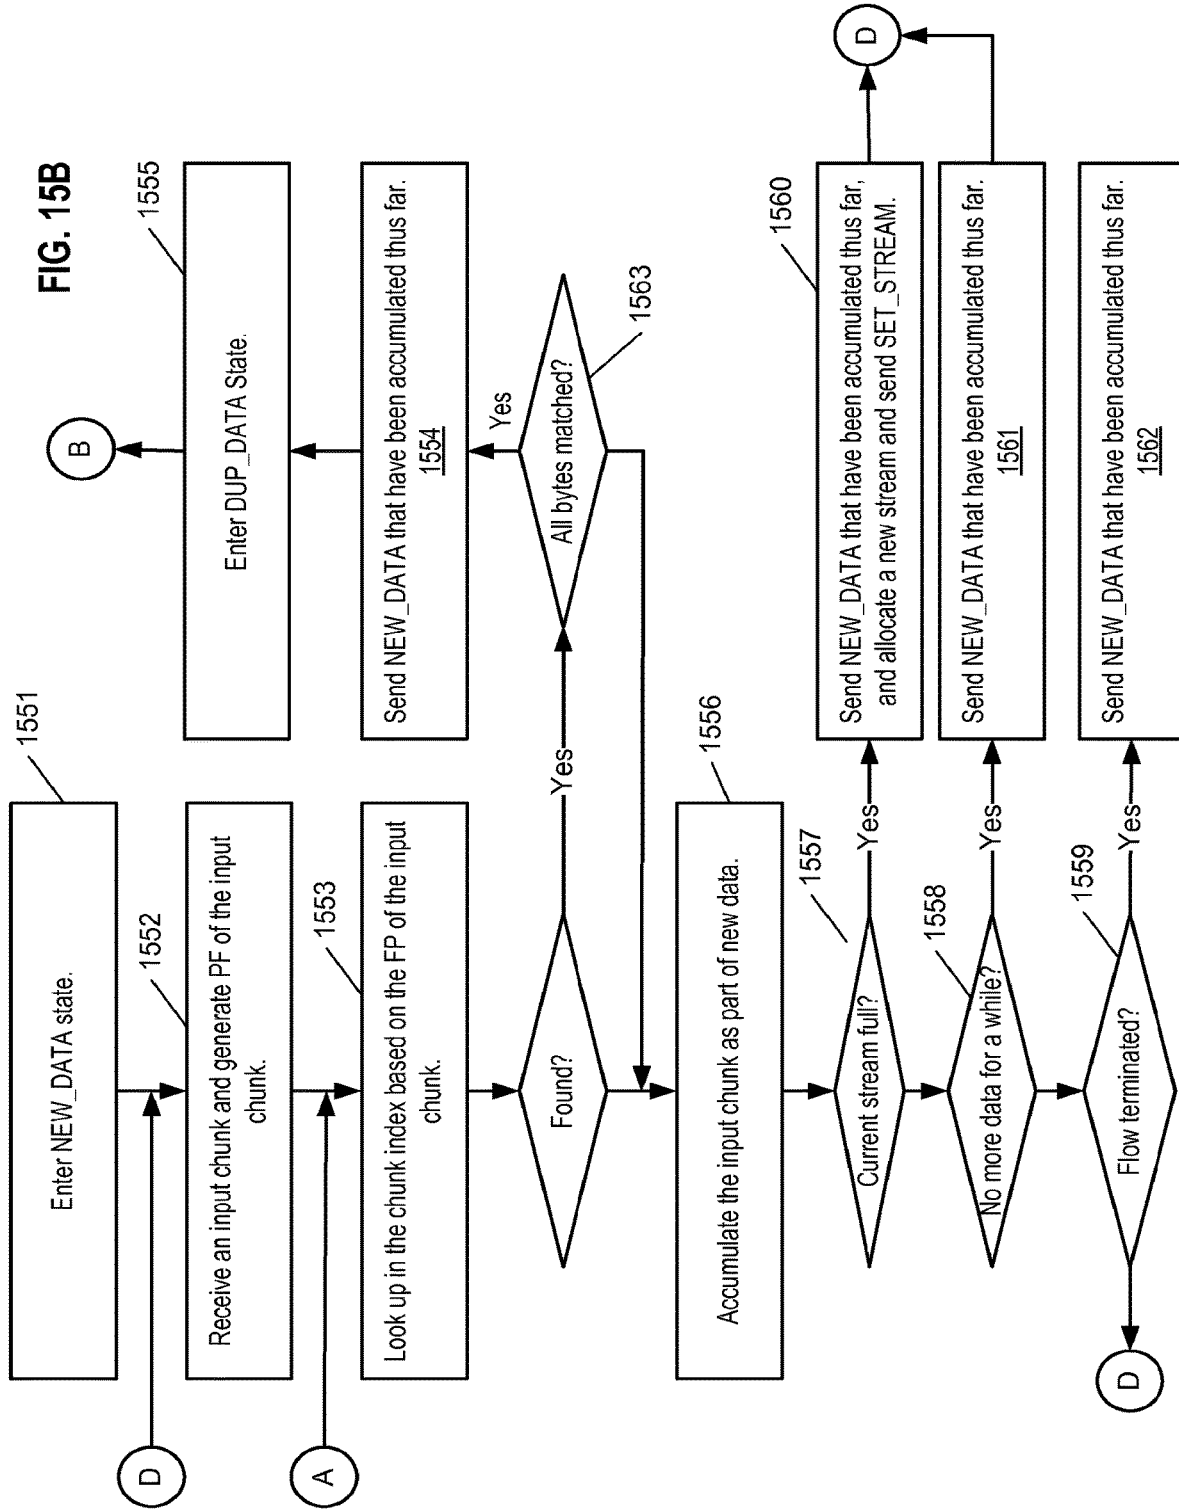 FIG. 15B
Enter NEW_DATA state.
1551
D
Receive an input chunk and generate PF of the input
chunk.
1552
A
Look up in the chunk index based on the FP of the input
chunk.
1553
Found?
Yes
All bytes matched?
1563
Yes
Send NEW_DATA that have been accumulated thus far.
1554
Enter DUP_DATA State.
1555
B
Accumulate the input chunk as part of new data.
1556
Current stream full?
1557
Yes
Send NEW_DATA that have been accumulated thus far,
and allocate a new stream and send SET_STREAM.
1560
D
No more data for a while?
1558
Yes
Send NEW_DATA that have been accumulated thus far.
1561
Flow terminated?
1559
Yes
Send NEW_DATA that have been accumulated thus far.
1562
D